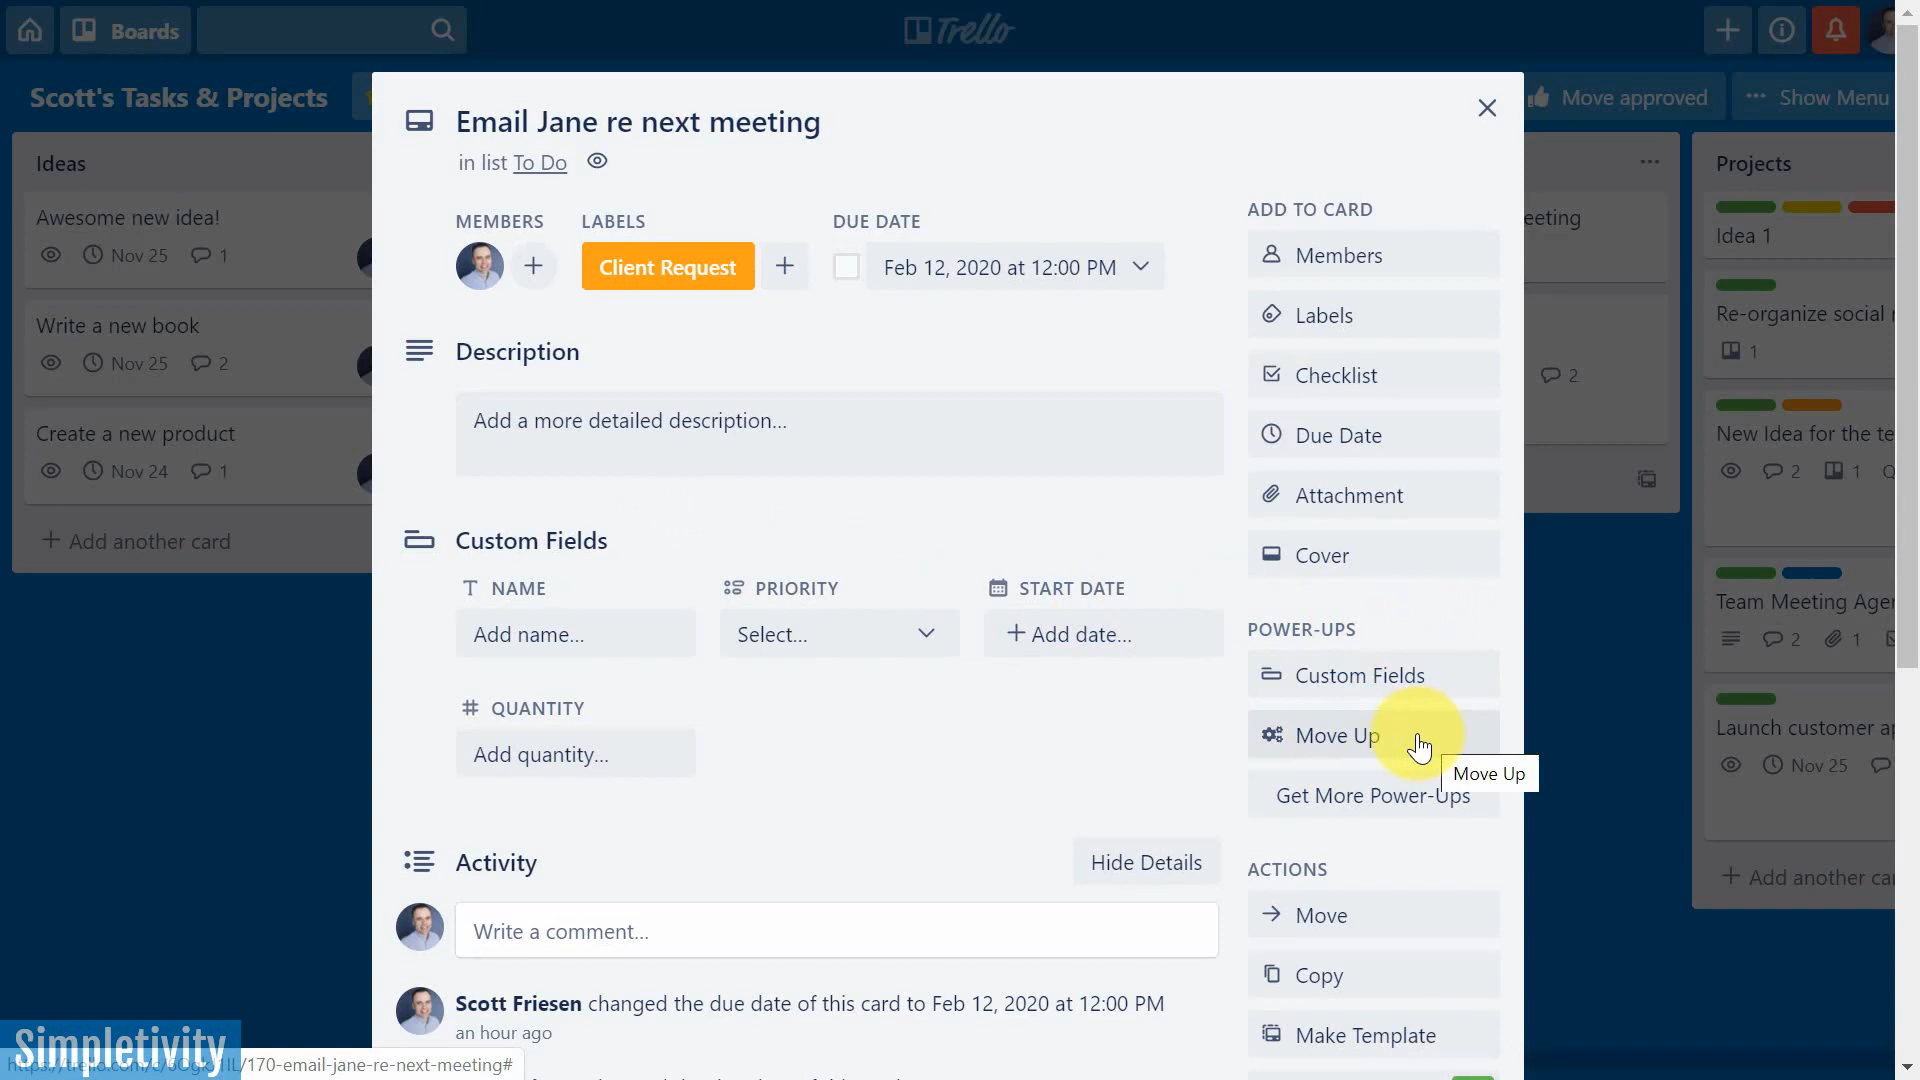 Boards
Trello
Scott's Tasks & Projects
Move approved
Show Menu
Ideas
Awesome new idea!
Nov 25 1
Write a new book
Nov 25 2
Create a new product
Nov 24 1
+ Add another card
Email Jane re next meeting
in list To Do
MEMBERS LABELS DUE DATE
Client Request
Feb 12, 2020 at 12:00 PM
Description
Add a more detailed description...
Custom Fields
NAME PRIORITY START DATE
Add name... Select... + Add date...
# QUANTITY
Add quantity...
Activity
Hide Details
Write a comment...
Scott Friesen changed the due date of this card to Feb 12, 2020 at 12:00 PM
an hour ago
ADD TO CARD
Members
Labels
Checklist
Due Date
Attachment
Cover
POWER-UPS
Custom Fields
Move Up
Move Up
Get More Power-Ups
ACTIONS
Move
Copy
Make Template
eeting
2
Projects
Idea 1
Re-organize social
1
New Idea for the te
2 1
Team Meeting Age
2 1
Launch customer a
Nov 25
+ Add another ca
Simpletivity
/170-email-jane-re-next-meeting#